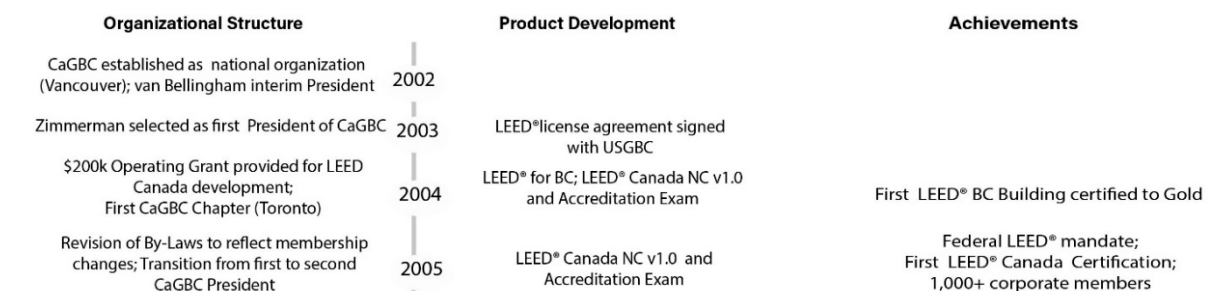 Organizational Structure
Product Development
Achievements
CaGBC established as national organization
(Vancouver); van Bellingham interim President
2002
Zimmerman selected as first President of CaGBC
2003
LEED®license agreement signed
with USGBC
$200k Operating Grant provided for LEED
Canada development;
First CaGBC Chapter (Toronto)
2004
LEED® for BC; LEED® Canada NC v1.0
and Accreditation Exam
First LEED® BC Building certified to Gold
Revision of By-Laws to reflect membership
changes; Transition from first to second
CaGBC President
2005
LEED® Canada NC v1.0 and
Accreditation Exam
Federal LEED® mandate;
First LEED® Canada Certification;
1,000+ corporate members